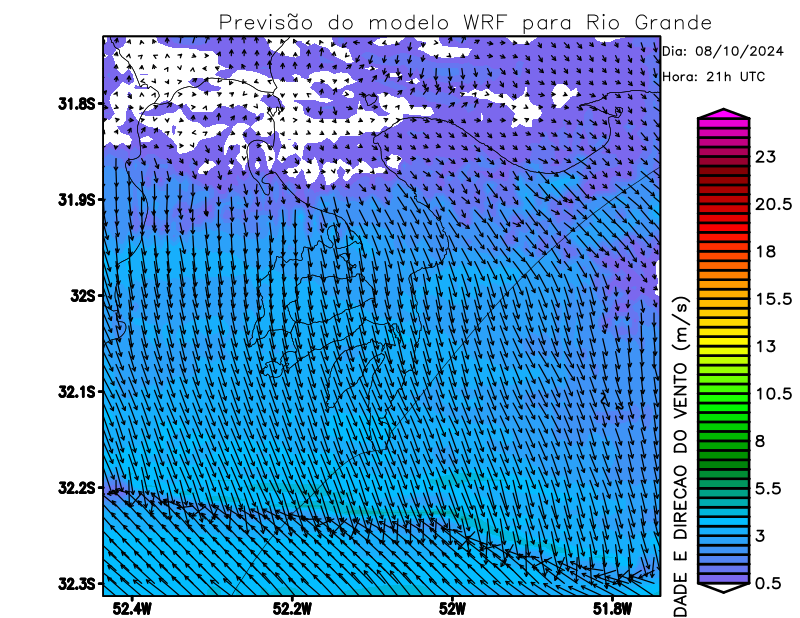 Previsão do modelo WRF para Rio Grande
Dia: 08/10/2024
Hora: 21h UTC
31.8S
31.9S
32S
32.1S
32.2S
32.3S
52.4W
52.2W
52W
51.8W
23
20.5
18
15.5
13
10.5
8
5.5
3
0.5
DADE E DIRECAO DO VENTO (m/s)